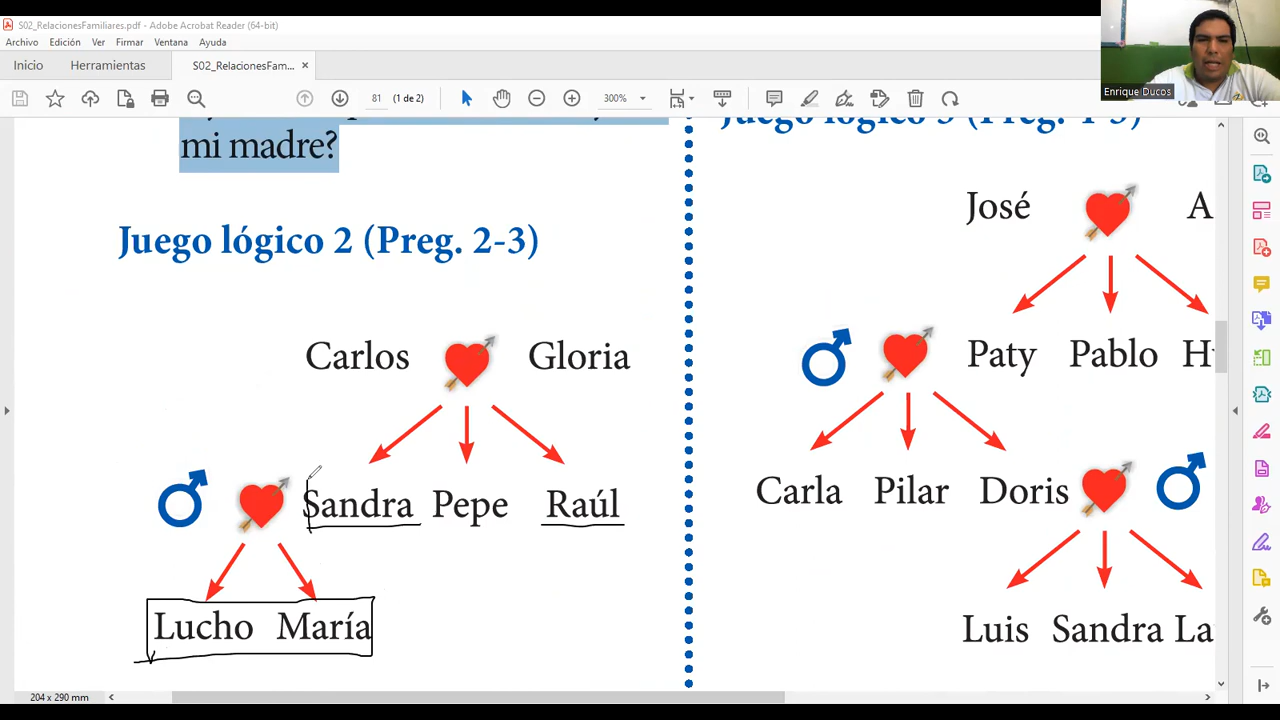 S02_RelacionesFamiliares.pdf - Adobe Acrobat Reader (64-bit)
Archivo Edición Ver Firmar Ventana Ayuda
Inicio Herramientas S02_RelacionesFam... ×
81 (1 de 2) 300%
Enrique Ducos
mi madre?
Juego lógico 2 (Preg. 2-3)
Carlos Gloria
Sandra Pepe Raúl
Lucho María
Juego lógico 3 (Preg. 1-3)
José A
Paty Pablo H
Carla Pilar Doris
Luis Sandra La
204 x 290 mm